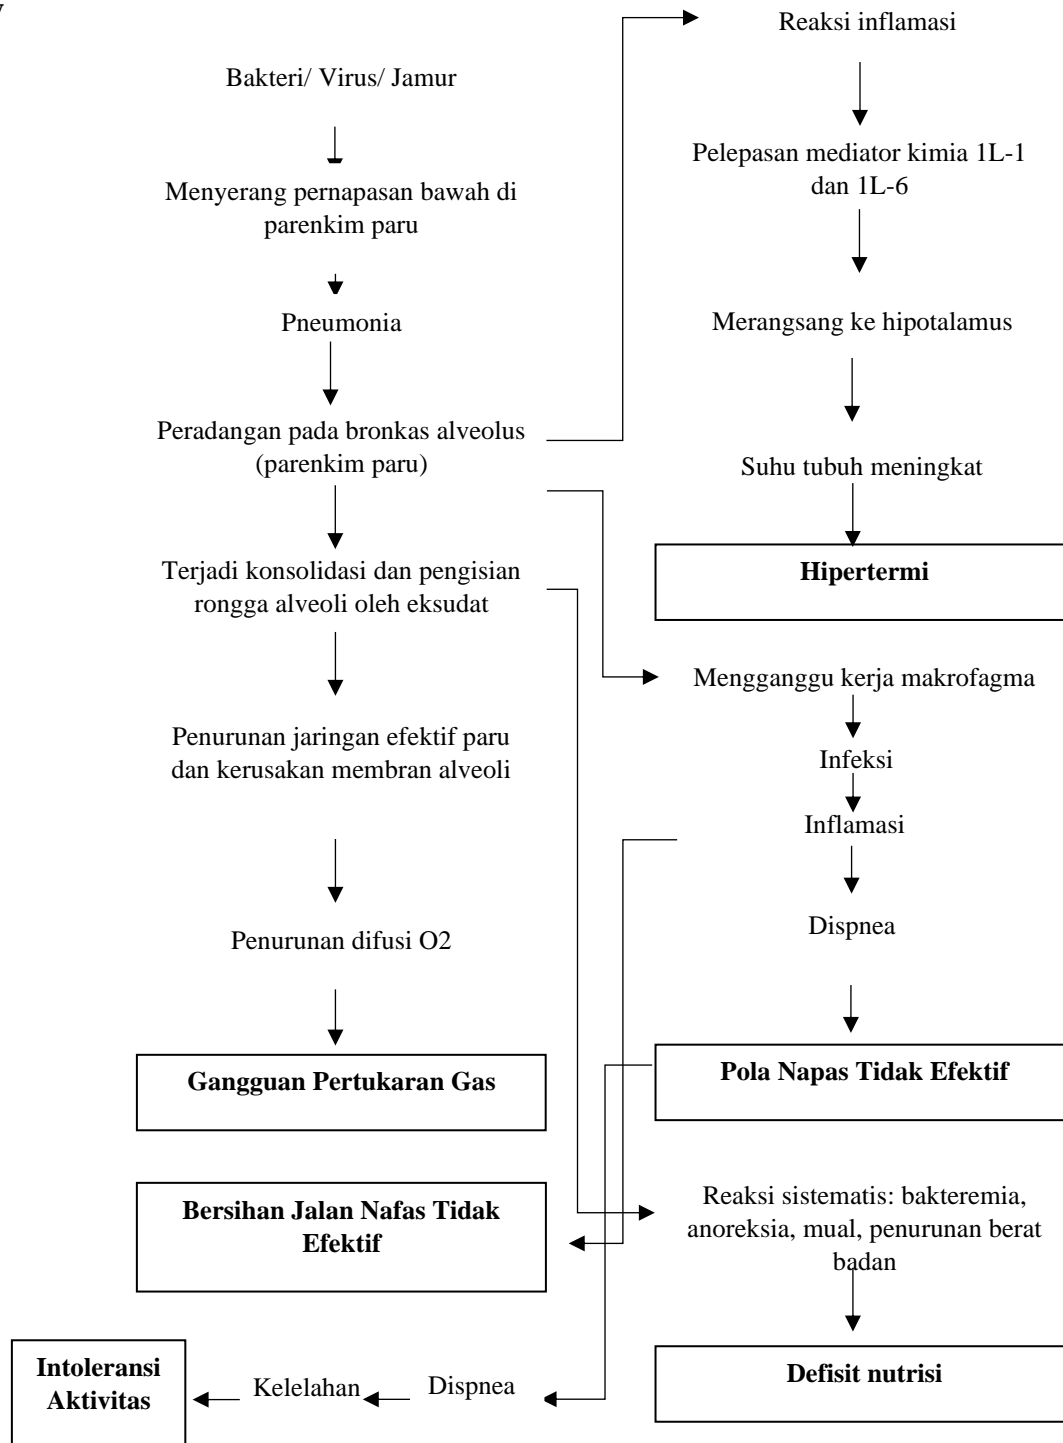 Bakteri/ Virus/ Jamur
Menyerang pernapasan bawah di
parenkim paru
Pneumonia
Peradangan pada bronkas alveolus
(parenkim paru)
Terjadi konsolidasi dan pengisian
rongga alveoli oleh eksudat
Penurunan jaringan efektif paru
dan kerusakan membran alveoli
Penurunan difusi O2
Gangguan Pertukaran Gas
Bersihan Jalan Nafas Tidak
Efektif
Reaksi inflamasi
Pelepasan mediator kimia 1L-1
dan 1L-6
Merangsang ke hipotalamus
Suhu tubuh meningkat
Hipertermi
Mengganggu kerja makrofagma
Infeksi
Inflamasi
Dispnea
Pola Napas Tidak Efektif
Reaksi sistematis: bakteremia,
anoreksia, mual, penurunan berat
badan
Defisit nutrisi
Dispnea
Kelelahan
Intoleransi
Aktivitas